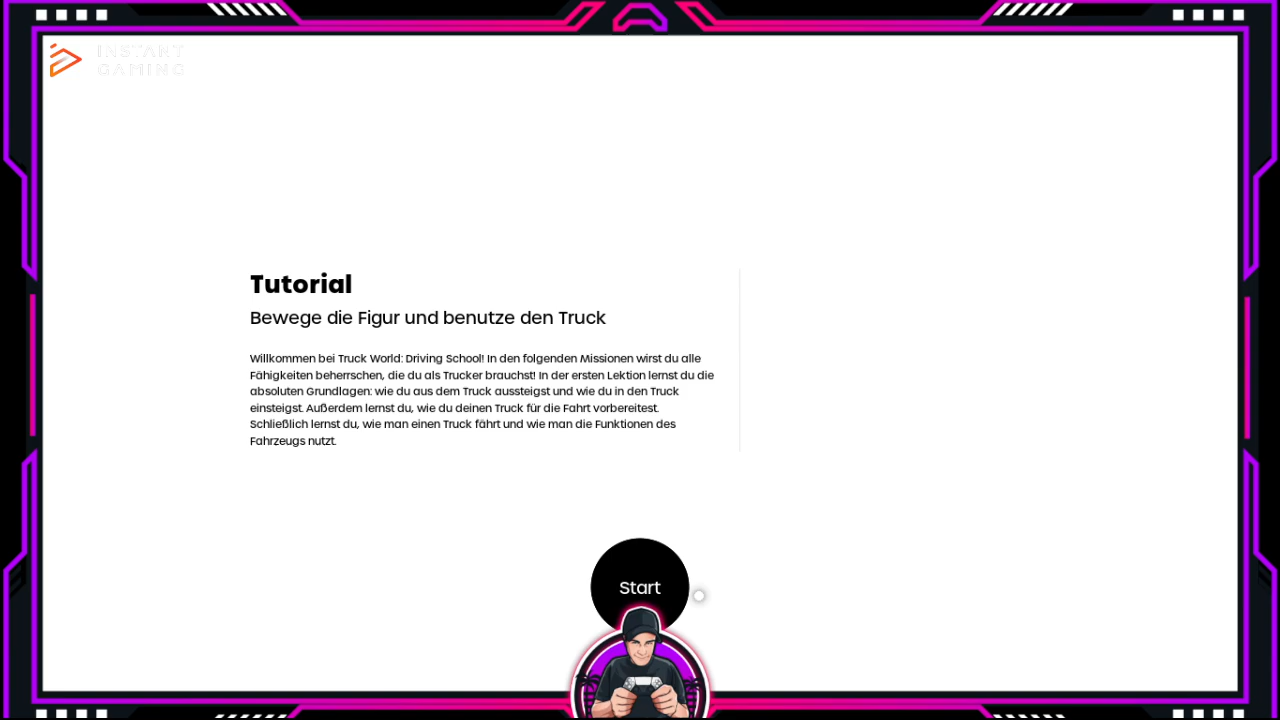 INSTANT
GAMING
Tutorial
Bewege die Figur und benutze den Truck
Willkommen bei Truck World: Driving School! In den folgenden Missionen wirst du alle
Fähigkeiten beherrschen, die du als Trucker brauchst! In der ersten Lektion lernst du die
absoluten Grundlagen: wie du aus dem Truck aussteigst und wie du in den Truck
einsteigst. Außerdem lernst du, wie du deinen Truck für die Fahrt vorbereitest.
Schließlich lernst du, wie man einen Truck fährt und wie man die Funktionen des
Fahrzeugs nutzt.
Start